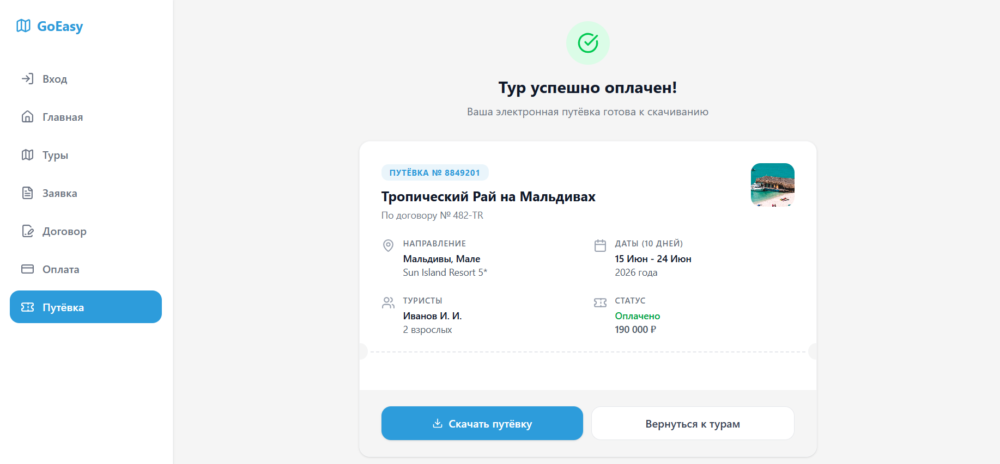 GoEasy
Вход
Главная
Туры
Заявка
Договор
Оплата
Путёвка
Тур успешно оплачен!
Ваша электронная путёвка готова к скачиванию
ПУТЁВКА № 8849201
Тропический Рай на Мальдивах
По договору № 482-TR
НАПРАВЛЕНИЕ
Мальдивы, Мале
Sun Island Resort 5*
ДАТЫ (10 ДНЕЙ)
15 Июн - 24 Июн
2026 года
ТУРИСТЫ
Иванов И. И.
2 взрослых
СТАТУС
Оплачено
190 000 ₽
Скачать путёвку
Вернуться к турам